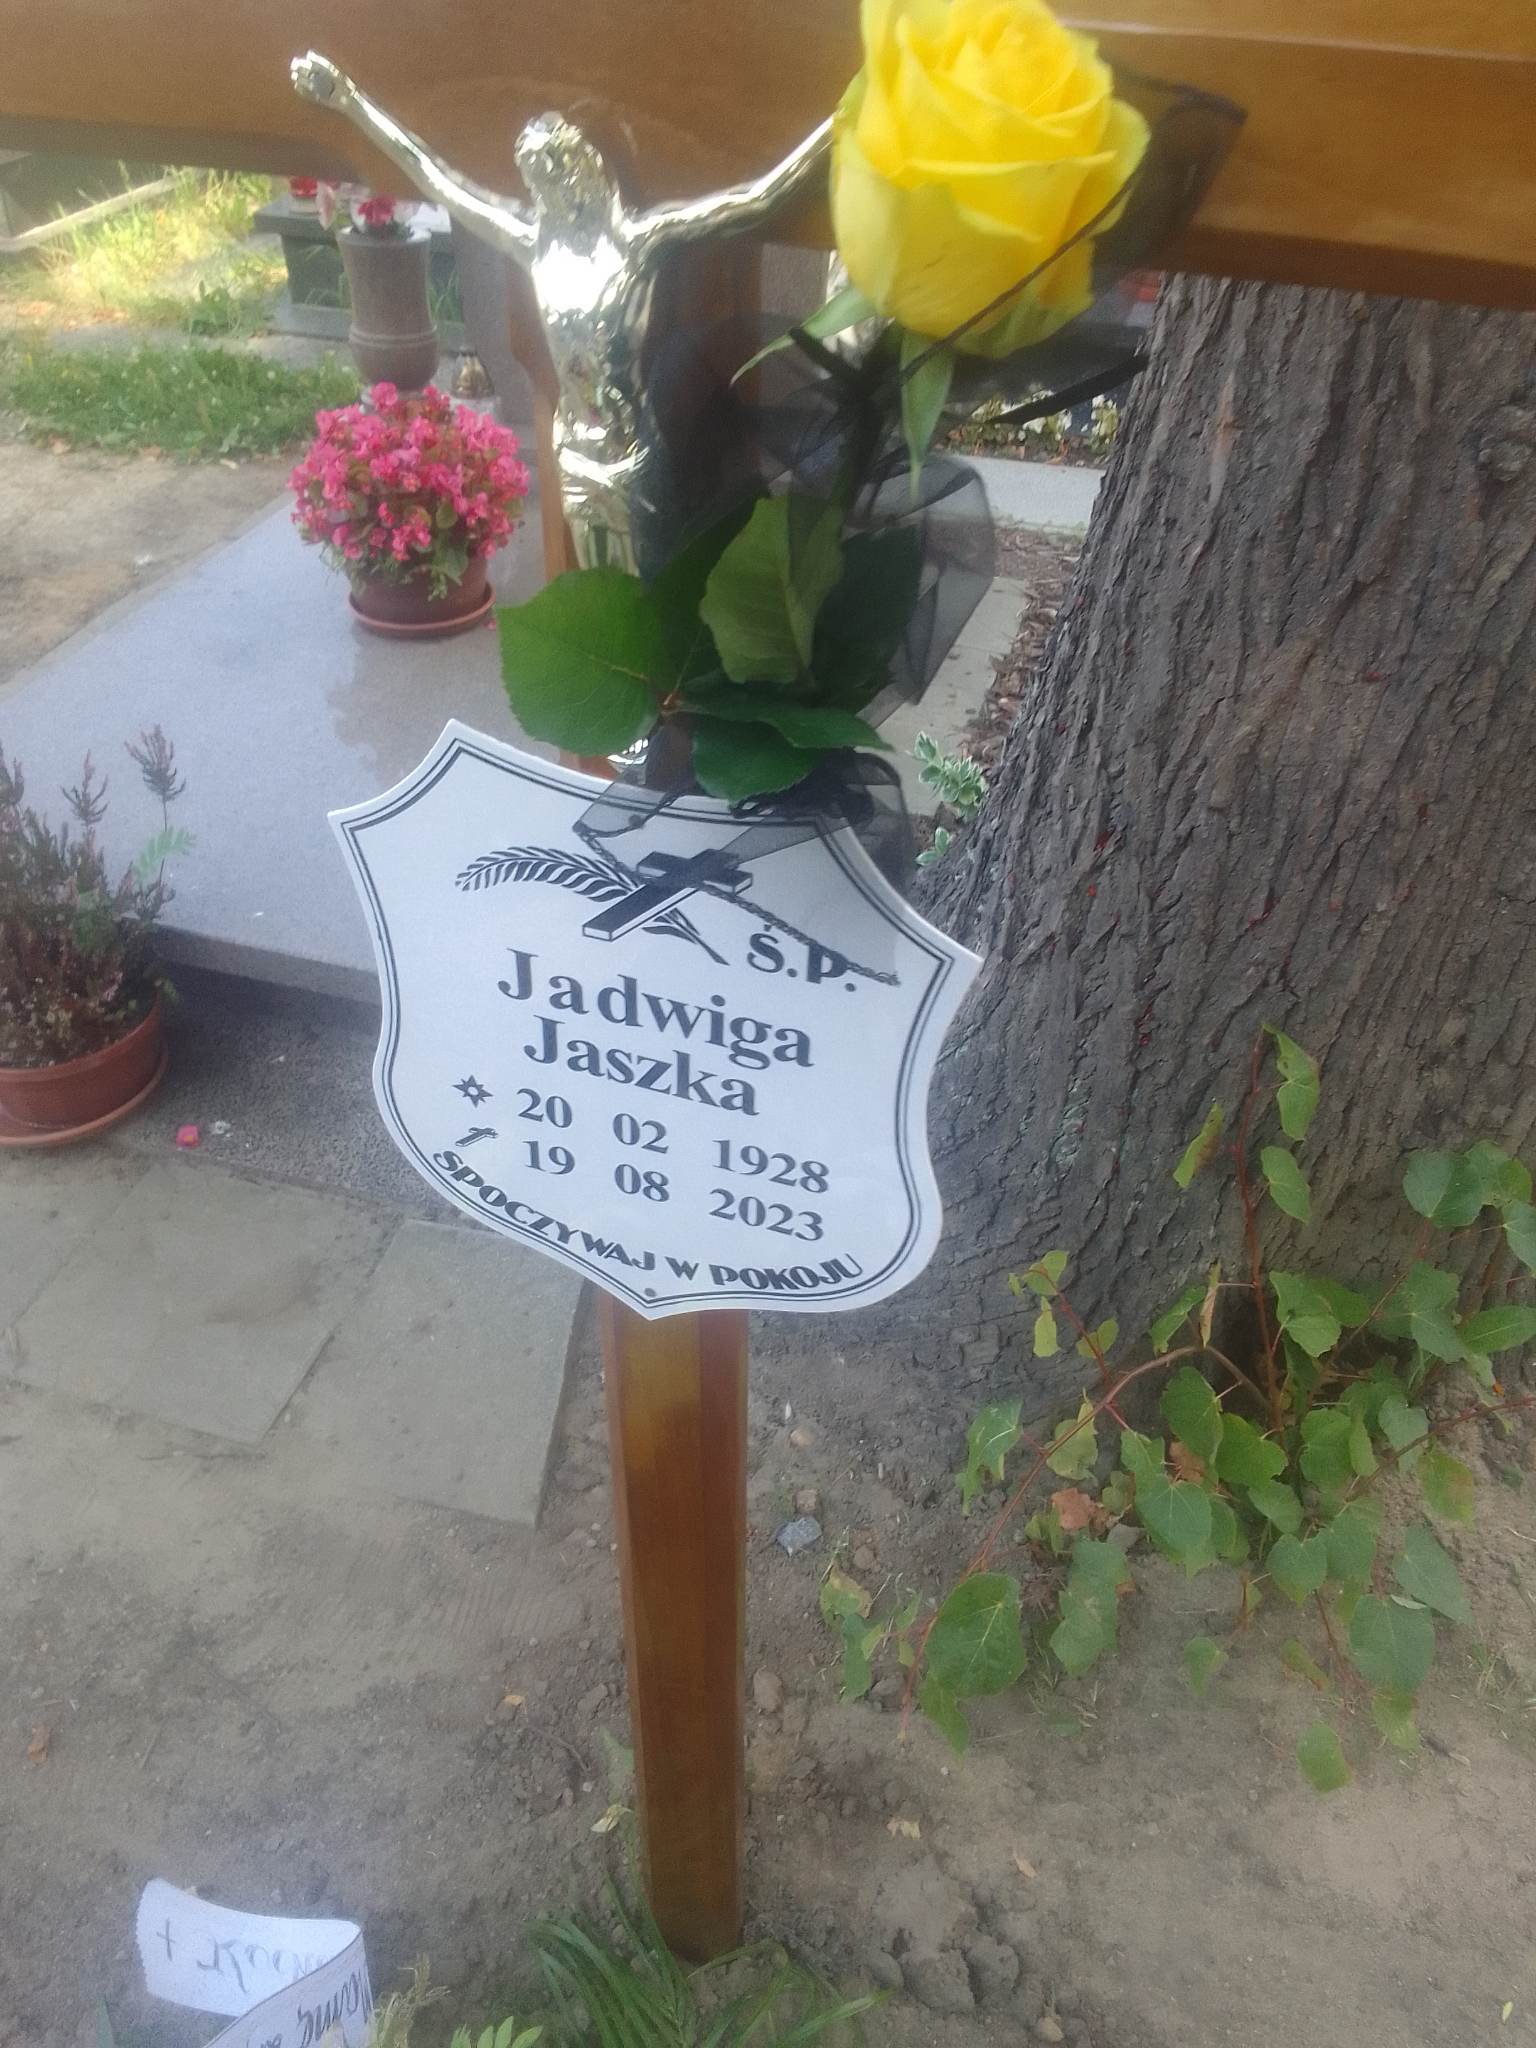 Ś.P.
Jadwiga
Jaszka
20 02 1928
19 08 2023
SPOCZYWAJ W POKOJU